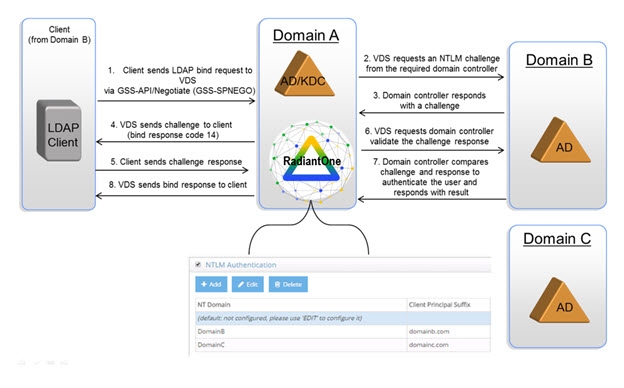 Client
(from Domain B)
LDAP
Client
1. Client sends LDAP bind request to
VDS
via GSS-API/Negotiate (GSS-SPNEGO)
4. VDS sends challenge to client
(bind response code 14)
5. Client sends challenge response
8. VDS sends bind response to client
Domain A
AD/KDC
RadiantOne
2. VDS requests an NTLM challenge
from the required domain controller
3. Domain controller responds
with a challenge
6. VDS requests domain controller
validate the challenge response
7. Domain controller compares
challenge and response to
authenticate the user and
responds with result
Domain B
AD
Domain C
AD
NTLM Authentication
+ Add
Edit
Delete
NT Domain Client Principal Suffix
(default: not configured, please use 'EDIT' to configure it)
DomainB domainb.com
DomainC domainc.com